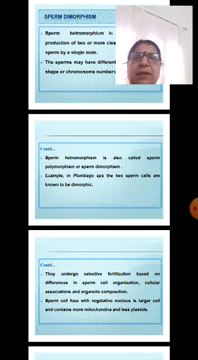 SPERM DIMORPHISM
- Sperm hetromorphism is
production of two or more
sperm by a single male.
- The sperms may have different
shape or chromosome numbers
Contd...
- Sperm hetromorphism is also called sperm
polymorphism or sperm dimorphism .
- Example, in Plumbago spe the two sperm cells are
known to be dimorphic.
Contd...
- They undergo selective fertilization based on
differences in sperm cell organization, cellular
associations and organelle composition.
- Sperm cell fuse with vegetative nucleus is larger cell
and contains more mitochondria and less plastids.